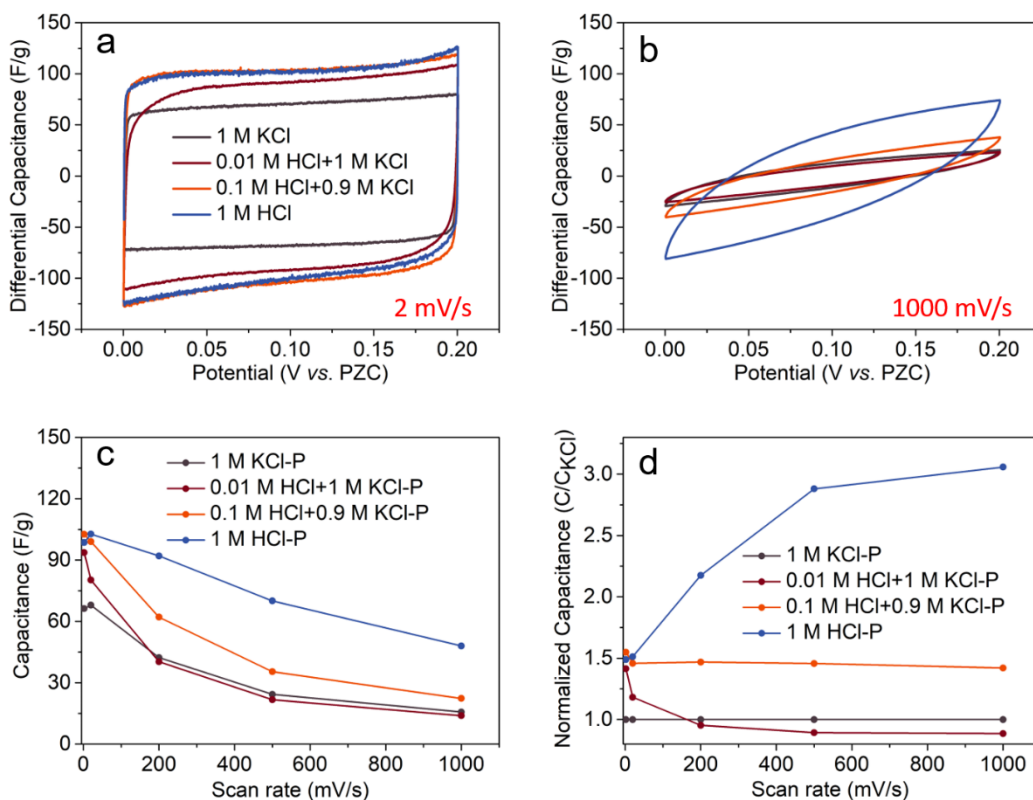 a
150
100
50
0
-50
-100
-150
Differential Capacitance (F/g)
1 M KCl
0.01 M HCl+1 M KCl
0.1 M HCl+0.9 M KCl
1 M HCl
2 mV/s
0.00 0.05 0.10 0.15 0.20
Potential (V vs. PZC)
b
150
100
50
0
-50
-100
-150
Differential Capacitance (F/g)
1000 mV/s
0.00 0.05 0.10 0.15 0.20
Potential (V vs. PZC)
c
150
120
90
60
30
0
Capacitance (F/g)
1 M KCl-P
0.01 M HCl+1 M KCl-P
0.1 M HCl+0.9 M KCl-P
1 M HCl-P
0 200 400 600 800 1000
Scan rate (mV/s)
d
3.0
2.5
2.0
1.5
1.0
Normalized Capacitance (C/CKCl)
1 M KCl-P
0.01 M HCl+1 M KCl-P
0.1 M HCl+0.9 M KCl-P
1 M HCl-P
0 200 400 600 800 1000
Scan rate (mV/s)